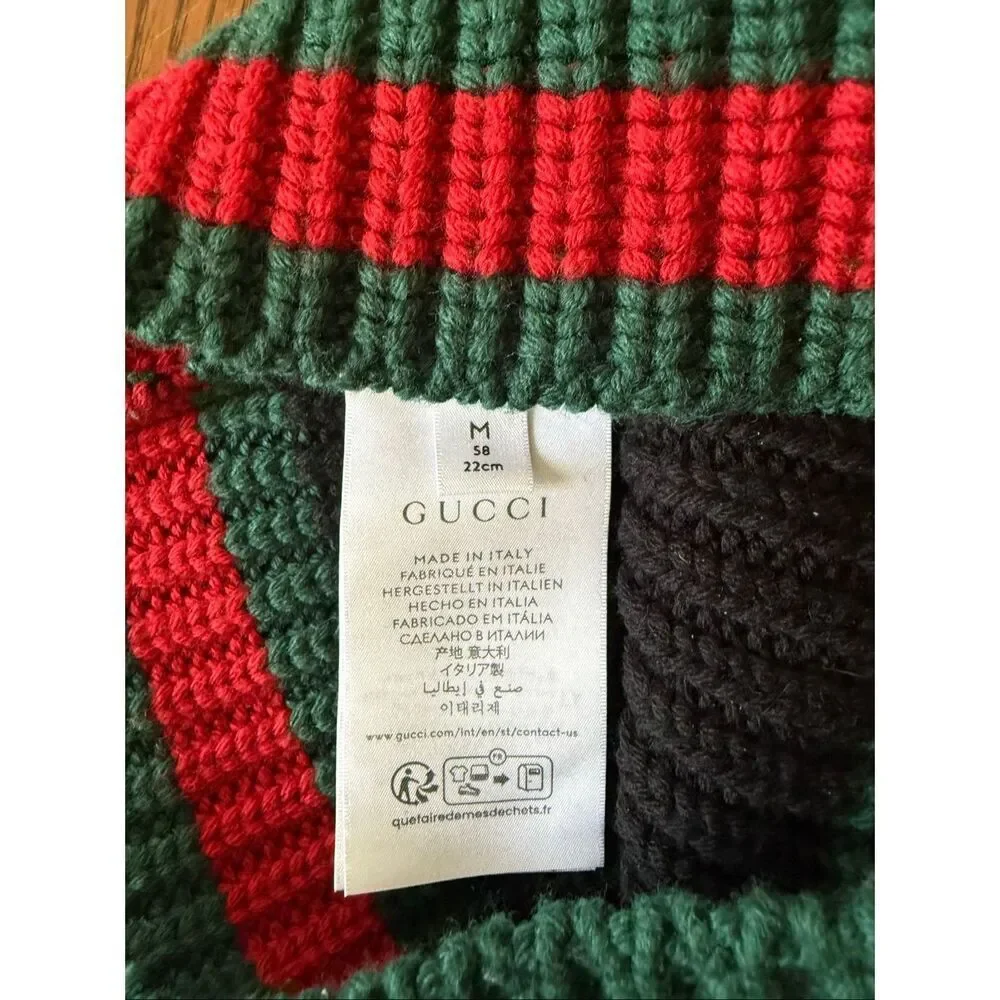 M
58
22cm
GUCCI
MADE IN ITALY
FABRIQUÉ EN ITALIE
HERGESTELLT IN ITALIEN
HECHO EN ITALIA
FABRICADO EM ITÁLIA
СДЕЛАНО В ИТАЛИИ
产地 意大利
イタリア製
صنع في إيطاليا
이태리제
www.gucci.com/int/en/st/contact-us
FR
quefairedemesdechets.fr